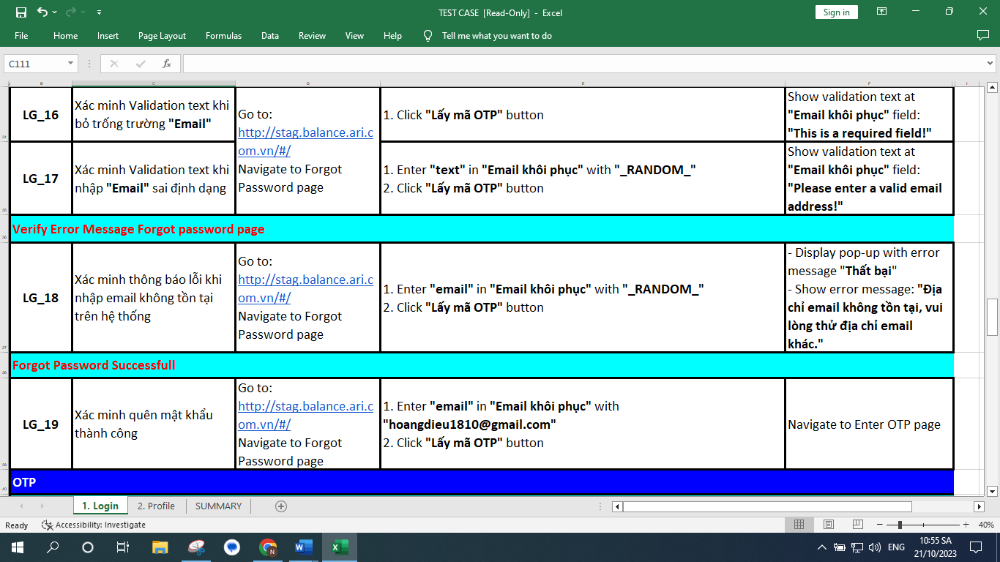 TEST CASE [Read-Only] - Excel
Sign in
File Home Insert Page Layout Formulas Data Review View Help Tell me what you want to do
C111
fx
B C D E F I
LG_16
Xác minh Validation text khi
bỏ trống trường "Email"
Go to:
http://stag.balance.ari.c
om.vn/#/
Navigate to Forgot
Password page
1. Click "Lấy mã OTP" button
Show validation text at
"Email khôi phục" field:
"This is a required field!"
34
LG_17
Xác minh Validation text khi
nhập "Email" sai định dạng
1. Enter "text" in "Email khôi phục" with "_RANDOM_"
2. Click "Lấy mã OTP" button
Show validation text at
"Email khôi phục" field:
"Please enter a valid email
address!"
35
Verify Error Message Forgot password page
36
LG_18
Xác minh thông báo lỗi khi
nhập email không tồn tại
trên hệ thống
Go to:
http://stag.balance.ari.c
om.vn/#/
Navigate to Forgot
Password page
1. Enter "email" in "Email khôi phục" with "_RANDOM_"
2. Click "Lấy mã OTP" button
- Display pop-up with error
message "Thất bại"
- Show error message: "Địa
chỉ email không tồn tại, vui
lòng thử địa chỉ email
khác."
37
Forgot Password Successfull
38
LG_19
Xác minh quên mật khẩu
thành công
Go to:
http://stag.balance.ari.c
om.vn/#/
Navigate to Forgot
Password page
1. Enter "email" in "Email khôi phục" with
"hoangdieu1810@gmail.com"
2. Click "Lấy mã OTP" button
Navigate to Enter OTP page
39
OTP
40
1. Login 2. Profile SUMMARY
Ready Accessibility: Investigate 40%
ENG
10:55 SA
21/10/2023